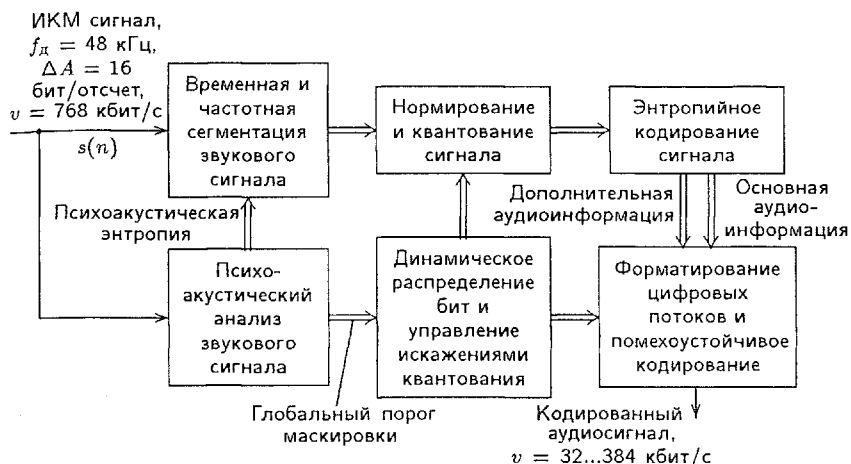 ИКМ сигнал,
f_д = 48 кГц,
ΔA = 16
бит/отсчет,
v = 768 кбит/с
s(n)
Временная и
частотная
сегментация
звукового
сигнала
Нормирование
и квантование
сигнала
Энтропийное
кодирование
сигнала
Психоакустическая
энтропия
Дополнительная
аудиоинформация
Основная
аудио-
информация
Психо-
акустический
анализ
звукового
сигнала
Динамическое
распределение
бит и
управление
искажениями
квантования
Форматирование
цифровых
потоков и
помехоустойчивое
кодирование
Глобальный порог
маскировки
Кодированный
аудиосигнал,
v = 32...384 кбит/с